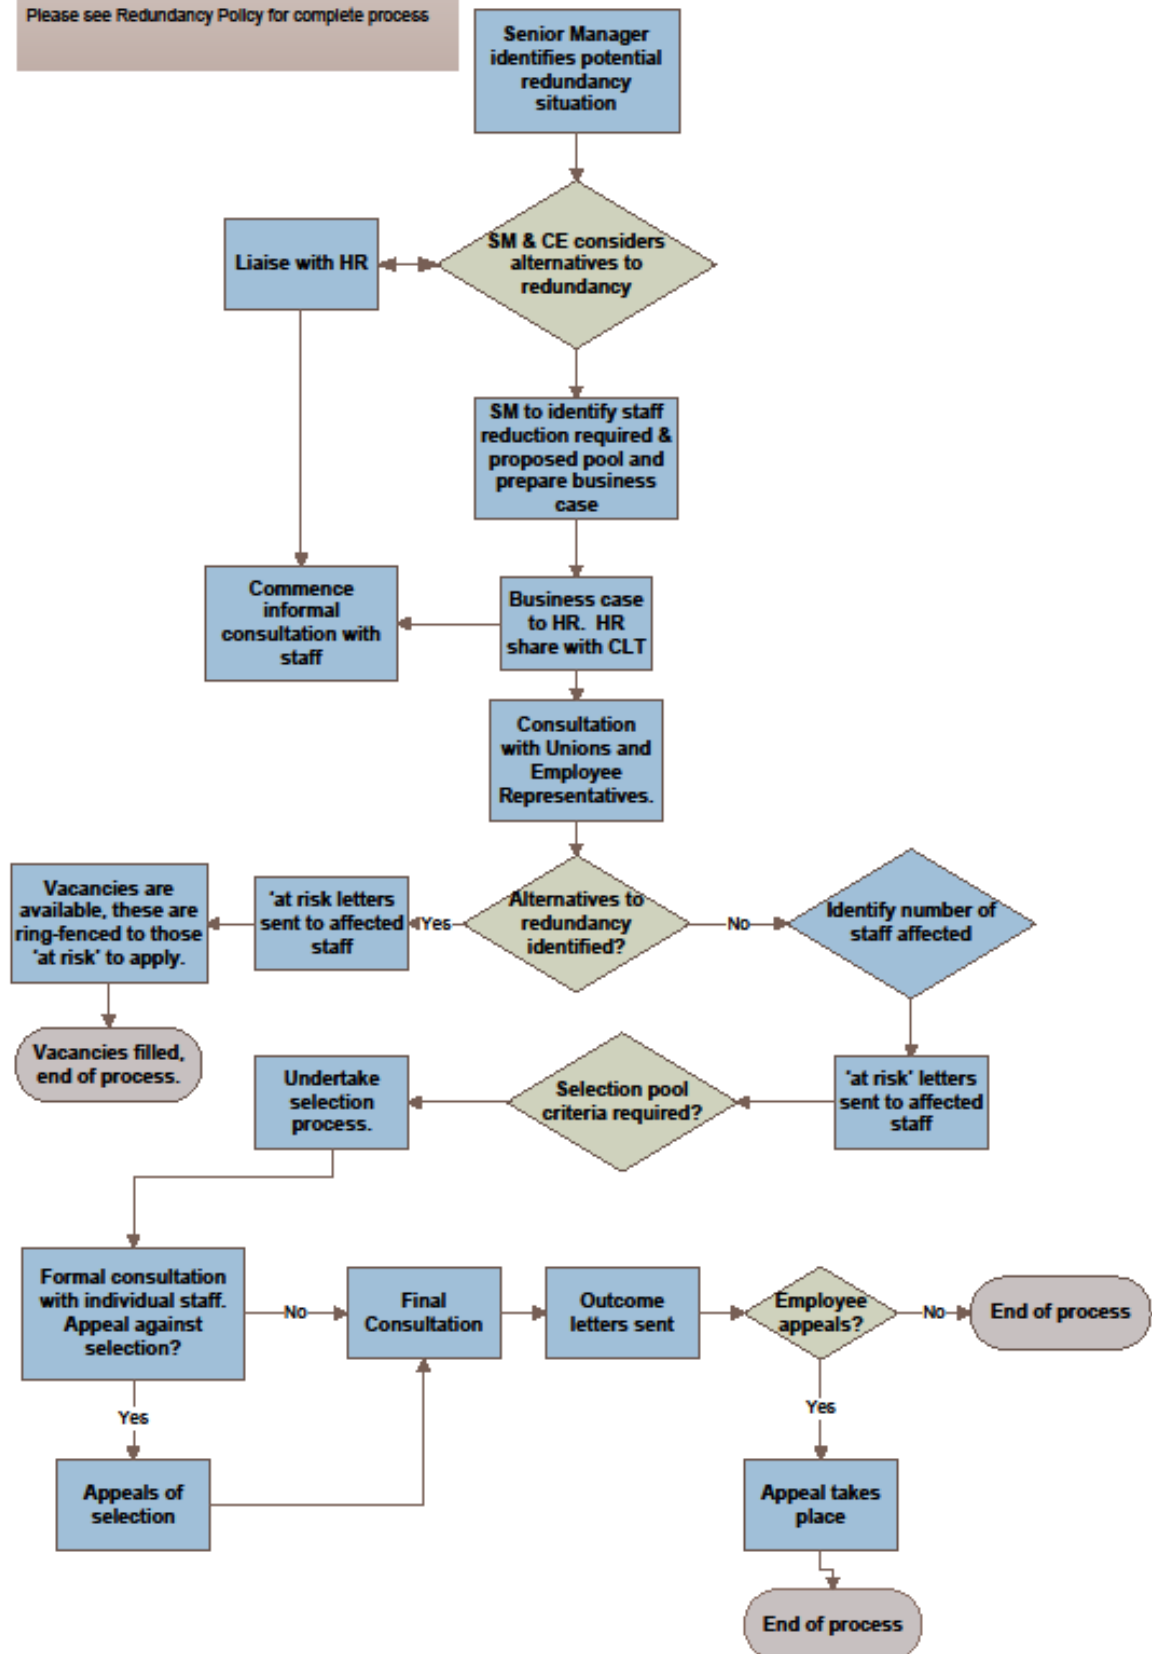 Please see Redundancy Policy for complete process
Senior Manager
identifies potential
redundancy
situation
SM & CE considers
alternatives to
redundancy
Liaise with HR
SM to identify staff
reduction required &
proposed pool and
prepare business
case
Commence
informal
consultation with
staff
Business case
to HR. HR
share with CLT
Consultation
with Unions and
Employee
Representatives.
Vacancies are
available, these are
ring-fenced to those
'at risk' to apply.
'at risk letters
sent to affected
staff
Yes
Alternatives to
redundancy
identified?
No
Identify number of
staff affected
Vacancies filled,
end of process.
Undertake
selection
process.
Selection pool
criteria required?
'at risk' letters
sent to affected
staff
Formal consultation
with individual staff.
Appeal against
selection?
No
Final
Consultation
Outcome
letters sent
Employee
appeals?
No
End of process
Yes
Yes
Appeals of
selection
Appeal takes
place
End of process